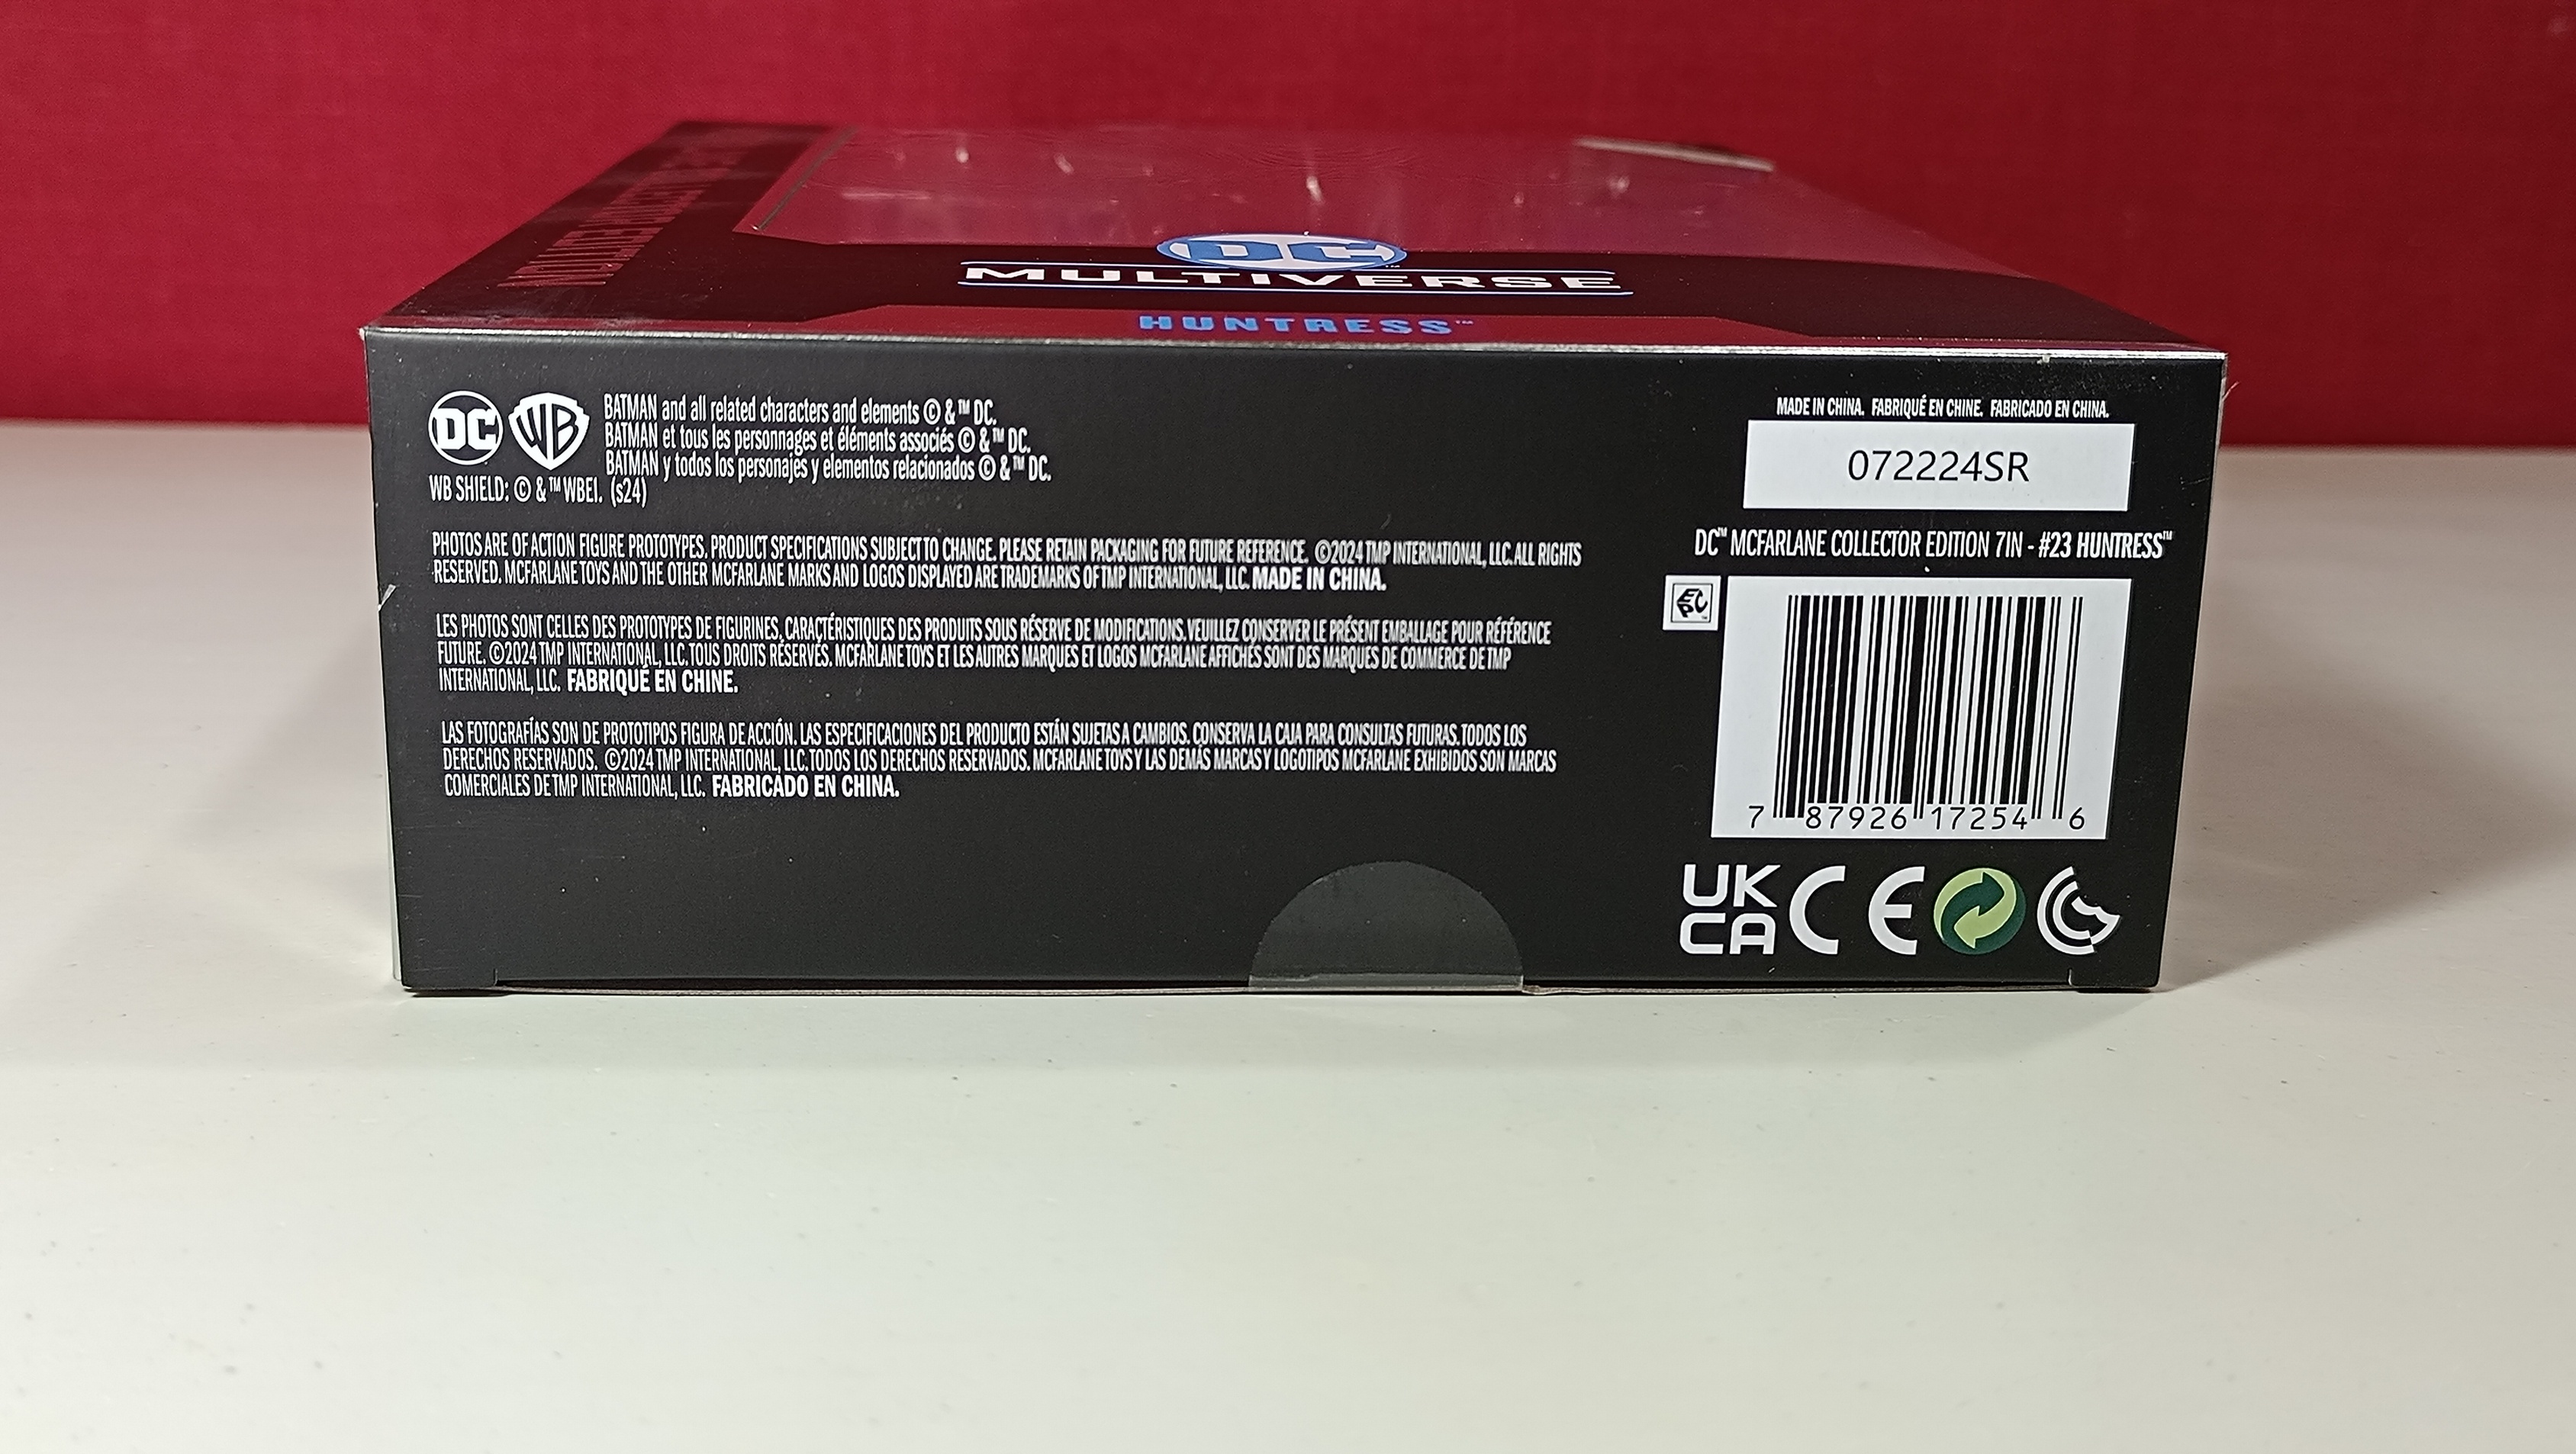 McFARLANE COLLECTOR EDITION
DC
MULTIVERSE
HUNTRESS™
DC WB BATMAN and all related characters and elements © & ™ DC.
BATMAN et tous les personnages et éléments associés © & ™ DC.
BATMAN y todos los personajes y elementos relacionados © & ™ DC.
WB SHIELD: © & ™ WBEI. (s24)
PHOTOS ARE OF ACTION FIGURE PROTOTYPES. PRODUCT SPECIFICATIONS SUBJECT TO CHANGE. PLEASE RETAIN PACKAGING FOR FUTURE REFERENCE. ©2024 TMP INTERNATIONAL, LLC. ALL RIGHTS
RESERVED. MCFARLANE TOYS AND THE OTHER MCFARLANE MARKS AND LOGOS DISPLAYED ARE TRADEMARKS OF TMP INTERNATIONAL, LLC. MADE IN CHINA.
LES PHOTOS SONT CELLES DES PROTOTYPES DE FIGURINES. CARACTÉRISTIQUES DES PRODUITS SOUS RÉSERVE DE MODIFICATIONS. VEUILLEZ CONSERVER LE PRÉSENT EMBALLAGE POUR RÉFÉRENCE
FUTURE. ©2024 TMP INTERNATIONAL, LLC. TOUS DROITS RÉSERVÉS. MCFARLANE TOYS ET LES AUTRES MARQUES ET LOGOS MCFARLANE AFFICHÉS SONT DES MARQUES DE COMMERCE DE TMP
INTERNATIONAL, LLC. FABRIQUÉ EN CHINE.
LAS FOTOGRAFÍAS SON DE PROTOTIPOS FIGURA DE ACCIÓN. LAS ESPECIFICACIONES DEL PRODUCTO ESTÁN SUJETAS A CAMBIOS. CONSERVA LA CAJA PARA CONSULTAS FUTURAS. TODOS LOS
DERECHOS RESERVADOS. ©2024 TMP INTERNATIONAL, LLC. TODOS LOS DERECHOS RESERVADOS. MCFARLANE TOYS Y LAS DEMÁS MARCAS Y LOGOTIPOS MCFARLANE EXHIBIDOS SON MARCAS
COMERCIALES DE TMP INTERNATIONAL, LLC. FABRICADO EN CHINA.
MADE IN CHINA. FABRIQUÉ EN CHINE. FABRICADO EN CHINA.
072224SR
DC™ MCFARLANE COLLECTOR EDITION 7IN - #23 HUNTRESS™
EPC
7 87926 17254 6
UK
CA CE